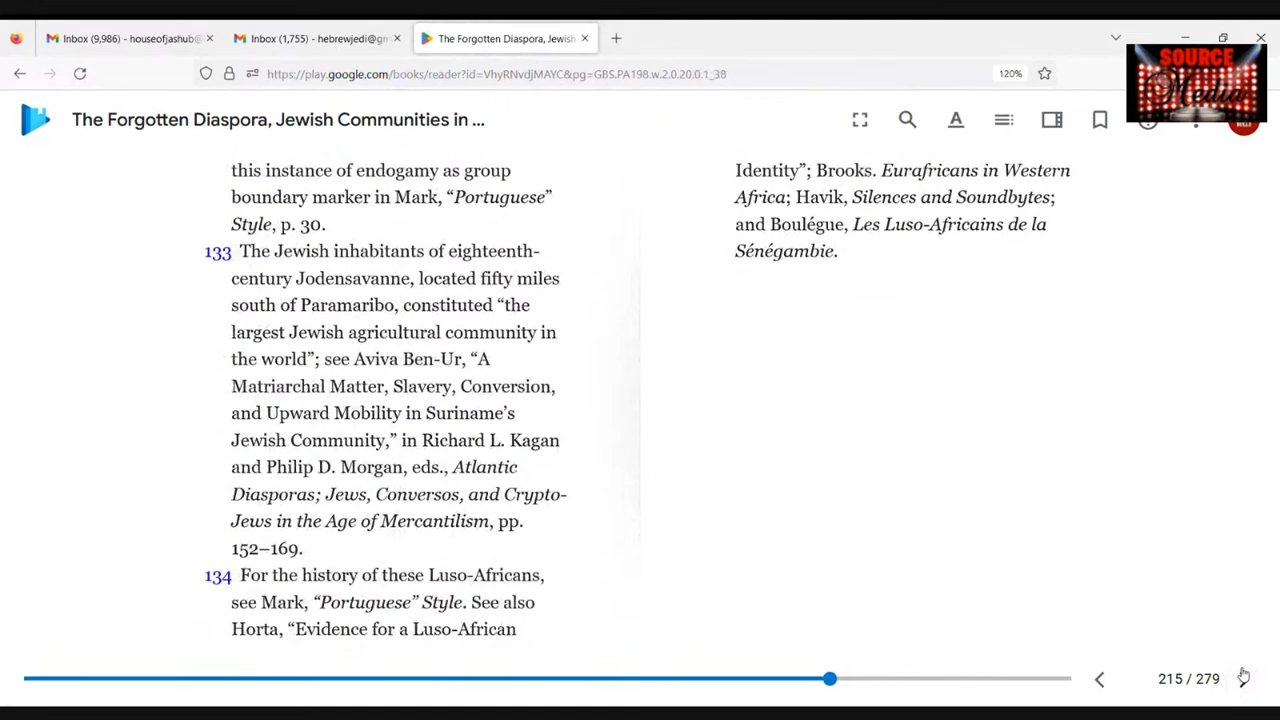 Inbox (9,986) - houseofjashub@
Inbox (1,755) - hebrewjedi@gm
The Forgotten Diaspora, Jewish
https://play.google.com/books/reader?id=VhyRNvdjMAYC&pg=GBS.PA198.w.2.0.20.0.1_38
120%
SOURCE
Media
The Forgotten Diaspora, Jewish Communities in ...
this instance of endogamy as group
boundary marker in Mark, “Portuguese”
Style, p. 30.
133 The Jewish inhabitants of eighteenth-
century Jodensavanne, located fifty miles
south of Paramaribo, constituted “the
largest Jewish agricultural community in
the world”; see Aviva Ben-Ur, “A
Matriarchal Matter, Slavery, Conversion,
and Upward Mobility in Suriname’s
Jewish Community,” in Richard L. Kagan
and Philip D. Morgan, eds., Atlantic
Diasporas; Jews, Conversos, and Crypto-
Jews in the Age of Mercantilism, pp.
152–169.
134 For the history of these Luso-Africans,
see Mark, “Portuguese” Style. See also
Horta, “Evidence for a Luso-African
Identity”; Brooks. Eurafricans in Western
Africa; Havik, Silences and Soundbytes;
and Boulégue, Les Luso-Africains de la
Sénégambie.
215 / 279